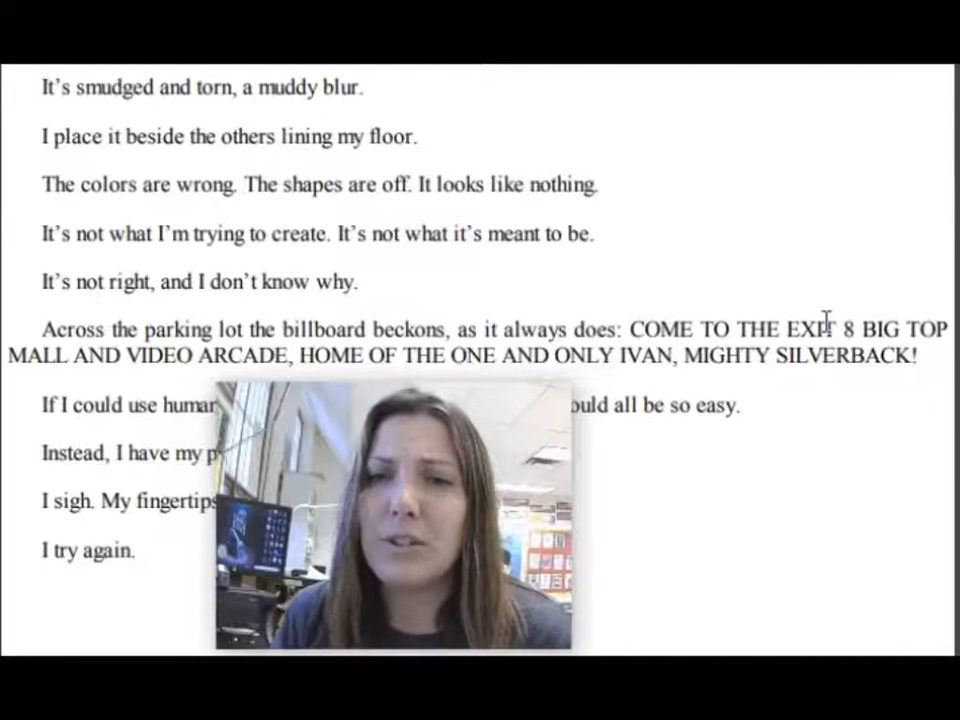 It's smudged and torn, a muddy blur.
I place it beside the others lining my floor.
The colors are wrong. The shapes are off. It looks like nothing.
It's not what I'm trying to create. It's not what it's meant to be.
It's not right, and I don't know why.
Across the parking lot the billboard beckons, as it always does: COME TO THE EXIT 8 BIG TOP
MALL AND VIDEO ARCADE, HOME OF THE ONE AND ONLY IVAN, MIGHTY SILVERBACK!
If I could use human ould all be so easy.
Instead, I have my p
I sigh. My fingertips
I try again.